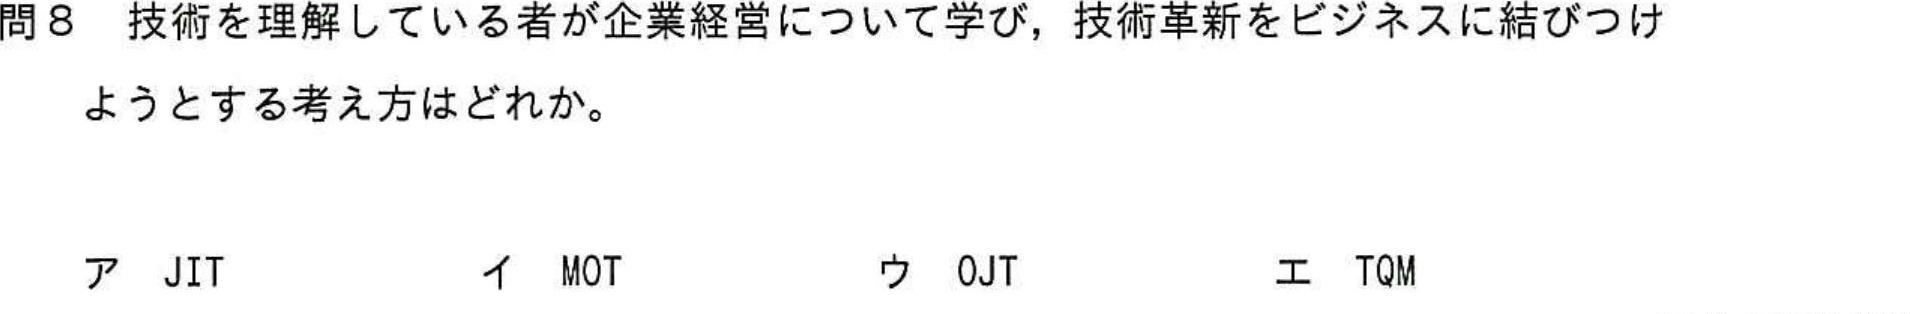 問８　技術を理解している者が企業経営について学び，技術革新をビジネスに結びつけ
ようとする考え方はどれか。
ア　JIT　イ　MOT　ウ　OJT　エ　TQM